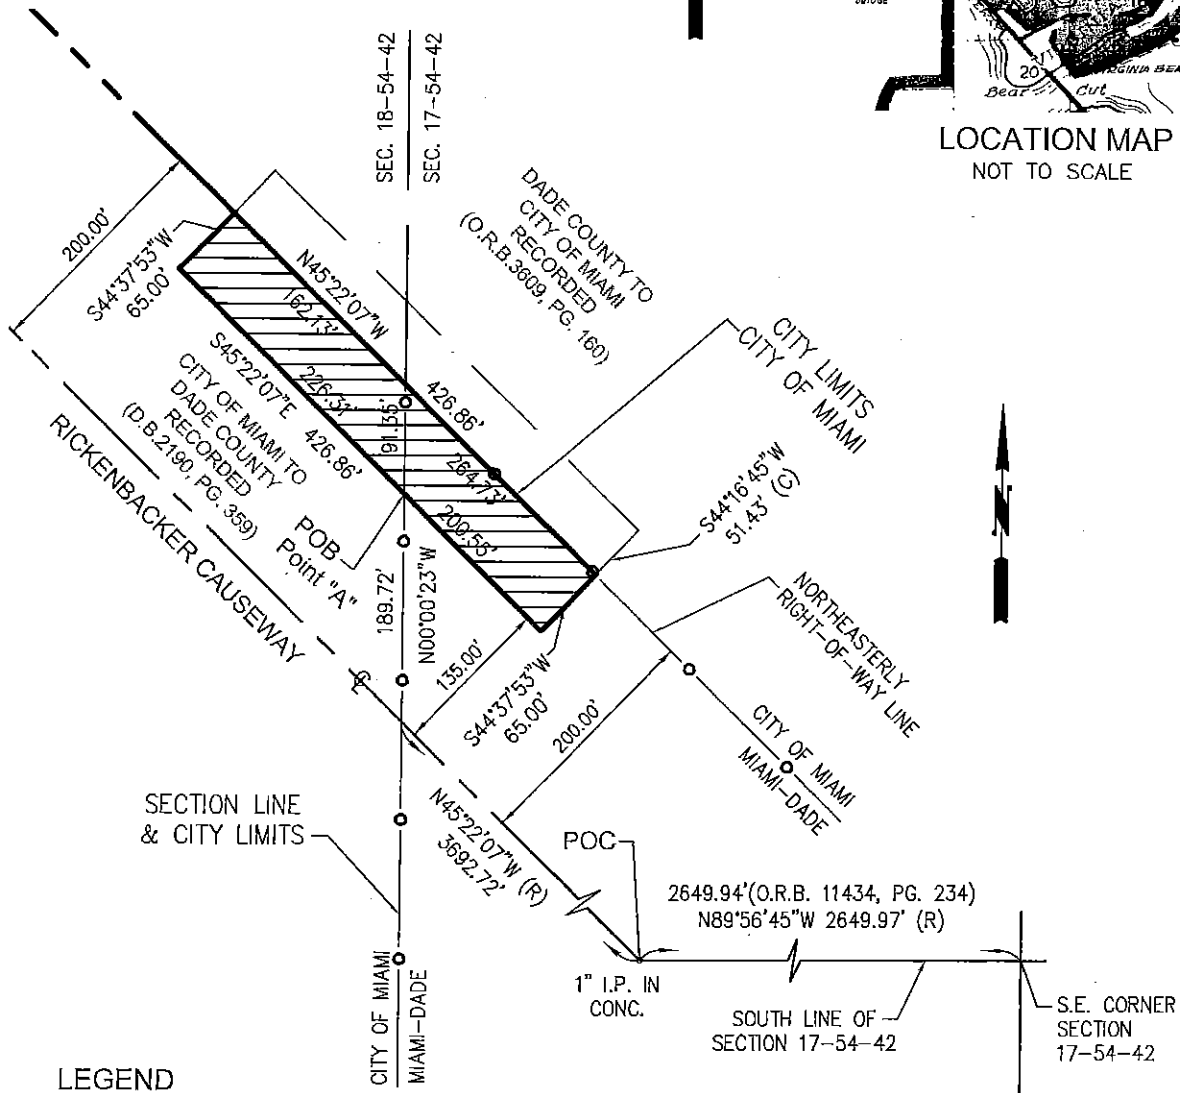 BRIDGE
20
VIRGINIA BEA
Bear Cut
LOCATION MAP
NOT TO SCALE
SEC. 18-54-42
SEC. 17-54-42
DADE COUNTY TO
CITY OF MIAMI
RECORDED
(O.R.B.3609, PG. 160)
200.00'
S44°37'53"W
65.00'
N45°22'07"W
162.13'
426.86'
CITY LIMITS
CITY OF MIAMI
S45°22'07"E
226.31'
426.86'
91.35'
264.73'
200.55'
CITY OF MIAMI TO
DADE COUNTY
RECORDED
(D.B.2190, PG. 359)
RICKENBACKER CAUSEWAY
POB
Point "A"
S44°16'45"W
51.43' (C)
189.72'
N00°00'23"W
135.00'
S44°37'53"W
65.00'
NORTHEASTERLY
RIGHT-OF-WAY LINE
N
200.00'
CITY OF MIAMI
MIAMI-DADE
SECTION LINE
& CITY LIMITS
N45°22'07"W (R)
3692.72'
POC
2649.94'(O.R.B. 11434, PG. 234)
N89°56'45"W 2649.97' (R)
1" I.P. IN
CONC.
SOUTH LINE OF
SECTION 17-54-42
S.E. CORNER
SECTION
17-54-42
CITY OF MIAMI
MIAMI-DADE
LEGEND